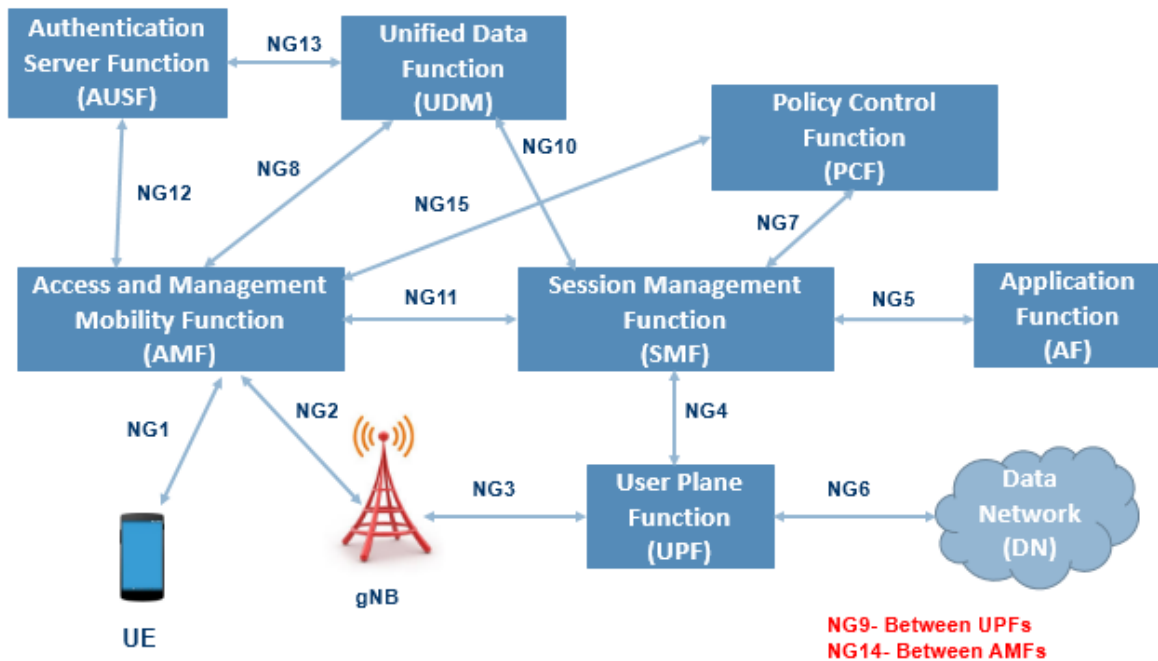 Authentication
Server Function
(AUSF)
NG13
Unified Data
Function
(UDM)
Policy Control
Function
(PCF)
NG12
NG8
NG10
NG15
NG7
Access and Management
Mobility Function
(AMF)
NG11
Session Management
Function
(SMF)
NG5
Application
Function
(AF)
NG1
NG2
NG4
NG3
User Plane
Function
(UPF)
NG6
Data
Network
(DN)
gNB
UE
NG9- Between UPFs
NG14- Between AMFs